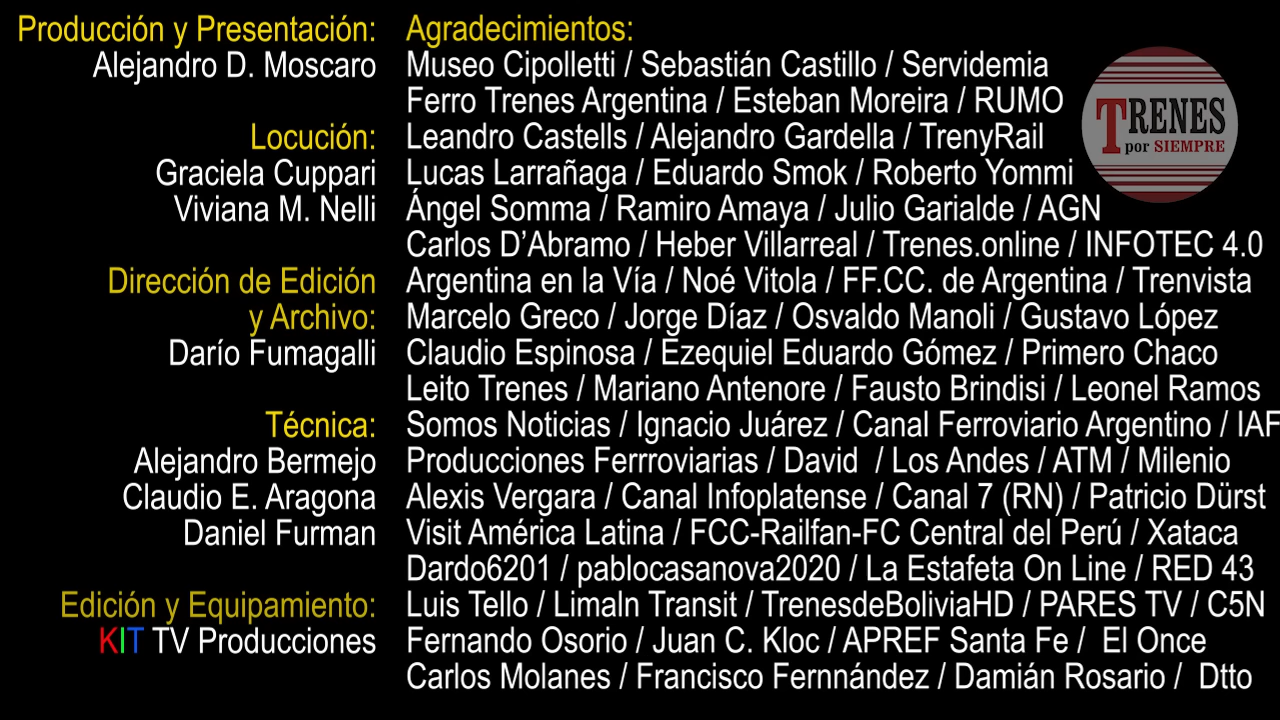 Producción y Presentación:
Alejandro D. Moscaro
Locución:
Graciela Cuppari
Viviana M. Nelli
Dirección de Edición
y Archivo:
Darío Fumagalli
Técnica:
Alejandro Bermejo
Claudio E. Aragona
Daniel Furman
Edición y Equipamiento:
KIT TV Producciones
Agradecimientos:
Museo Cipolletti / Sebastián Castillo / Servidemia
Ferro Trenes Argentina / Esteban Moreira / RUMO
Leandro Castells / Alejandro Gardella / TrenyRail
Lucas Larrañaga / Eduardo Smok / Roberto Yommi
Ángel Somma / Ramiro Amaya / Julio Garialde / AGN
Carlos D’Abramo / Heber Villarreal / Trenes.online / INFOTEC 4.0
Argentina en la Vía / Noé Vitola / FF.CC. de Argentina / Trenvista
Marcelo Greco / Jorge Díaz / Osvaldo Manoli / Gustavo López
Claudio Espinosa / Ezequiel Eduardo Gómez / Primero Chaco
Leito Trenes / Mariano Antenore / Fausto Brindisi / Leonel Ramos
Somos Noticias / Ignacio Juárez / Canal Ferroviario Argentino / IAF
Producciones Ferrroviarias / David / Los Andes / ATM / Milenio
Alexis Vergara / Canal Infoplatense / Canal 7 (RN) / Patricio Dürst
Visit América Latina / FCC-Railfan-FC Central del Perú / Xataca
Dardo6201 / pablocasanova2020 / La Estafeta On Line / RED 43
Luis Tello / Limaln Transit / TrenesdeBoliviaHD / PARES TV / C5N
Fernando Osorio / Juan C. Kloc / APREF Santa Fe / El Once
Carlos Molanes / Francisco Fernnández / Damián Rosario / Dtto
TRENES
por SIEMPRE